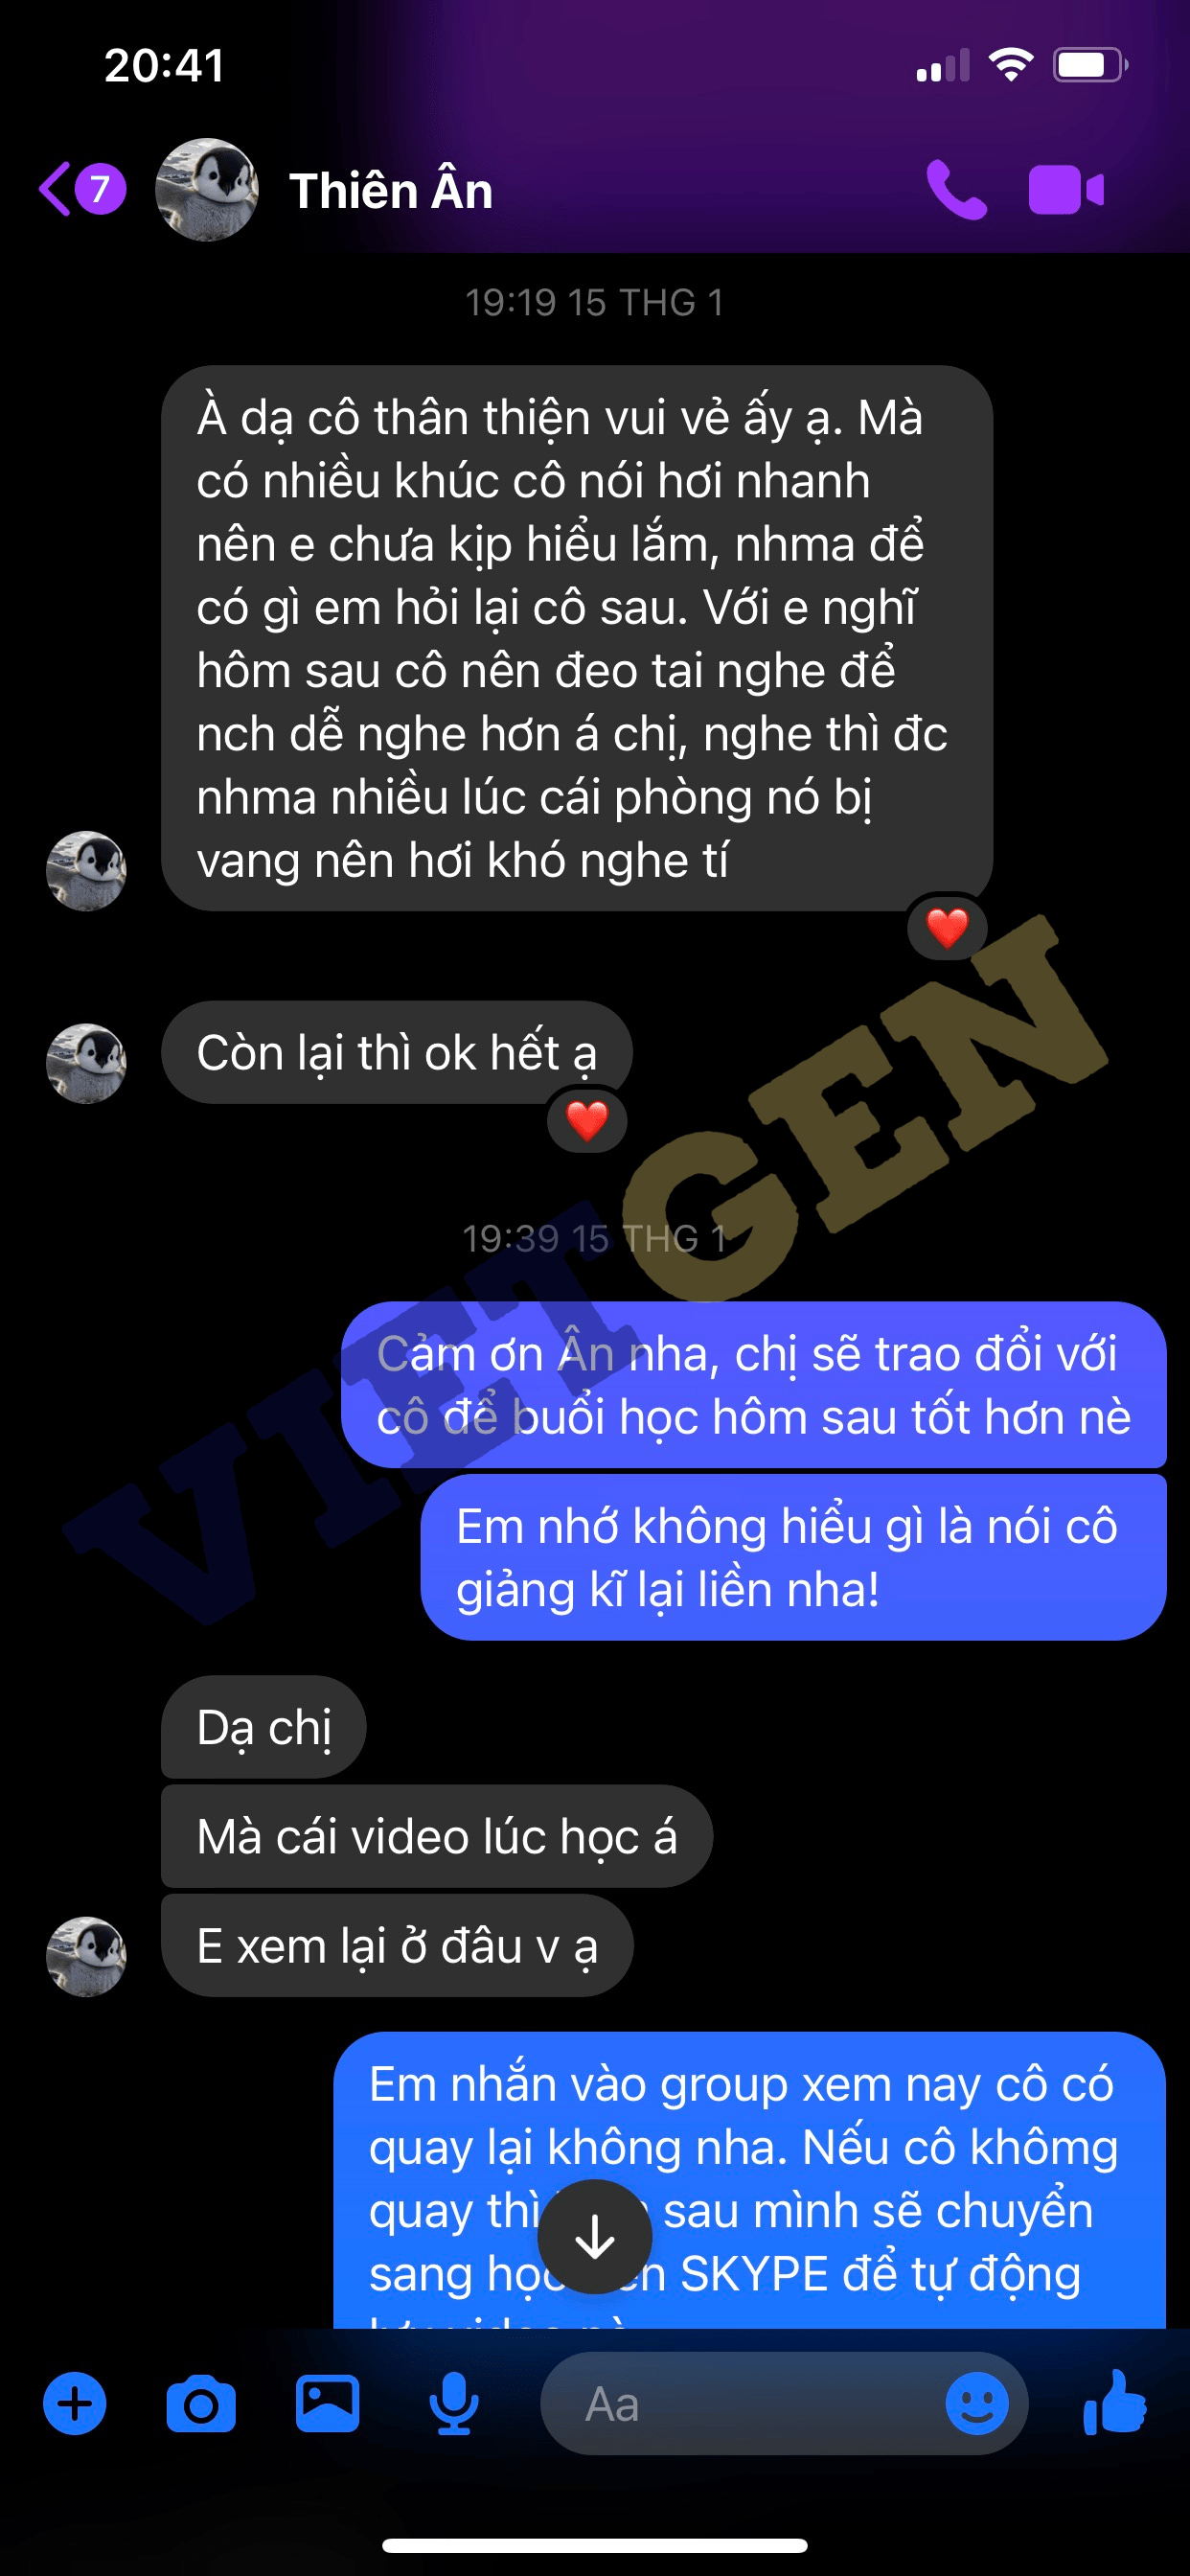 20:41
7
Thiên Ân
19:19 15 THG 1
À dạ cô thân thiện vui vẻ ấy ạ. Mà
có nhiều khúc cô nói hơi nhanh
nên e chưa kịp hiểu lắm, nhma để
có gì em hỏi lại cô sau. Với e nghĩ
hôm sau cô nên đeo tai nghe để
nch dễ nghe hơn á chị, nghe thì đc
nhma nhiều lúc cái phòng nó bị
vang nên hơi khó nghe tí
Còn lại thì ok hết ạ
VIETGEN
19:39 15 THG 1
Cảm ơn Ân nha, chị sẽ trao đổi với
cô để buổi học hôm sau tốt hơn nè
Em nhớ không hiểu gì là nói cô
giảng kĩ lại liền nha!
Dạ chị
Mà cái video lúc học á
E xem lại ở đâu v ạ
Em nhắn vào group xem nay cô có
quay lại không nha. Nếu cô khômg
quay thì sau mình sẽ chuyển
sang SKYPE để tự động
Aa